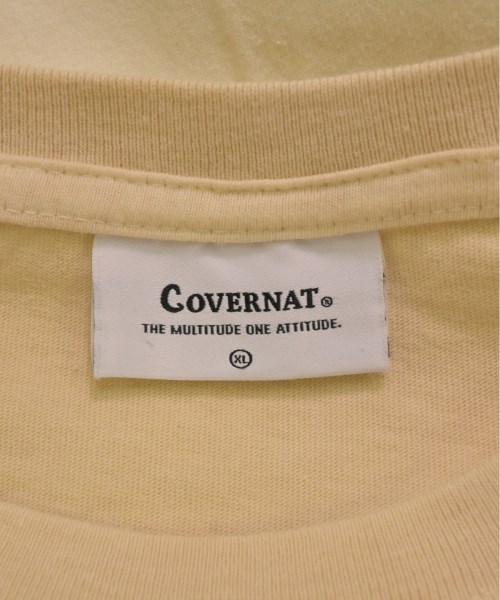 COVERNAT®
THE MULTITUDE ONE ATTITUDE.
XL